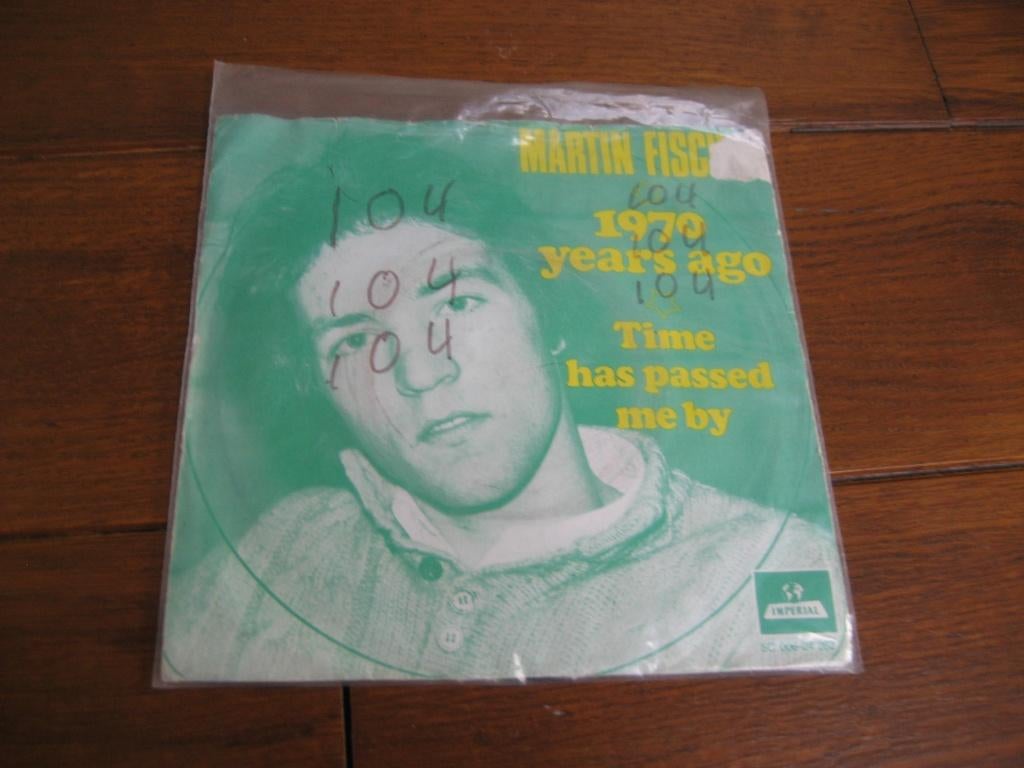 MARTIN FISC
104
104
1970
104
years ago
104
104
104
Time
has passed
me by
IMPERIAL